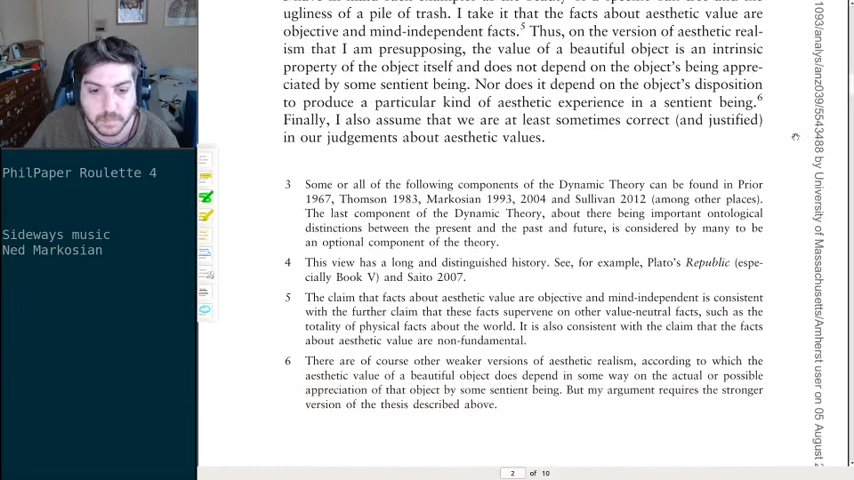 PhilPaper Roulette 4
Sideways music
Ned Markosian
ugliness of a pile of trash. I take it that the facts about aesthetic value are
objective and mind-independent facts.5 Thus, on the version of aesthetic real-
ism that I am presupposing, the value of a beautiful object is an intrinsic
property of the object itself and does not depend on the object's being appre-
ciated by some sentient being. Nor does it depend on the object's disposition
to produce a particular kind of aesthetic experience in a sentient being.6
Finally, I also assume that we are at least sometimes correct (and justified)
in our judgements about aesthetic values.
3 Some or all of the following components of the Dynamic Theory can be found in Prior
1967, Thomson 1983, Markosian 1993, 2004 and Sullivan 2012 (among other places).
The last component of the Dynamic Theory, about there being important ontological
distinctions between the present and the past and future, is considered by many to be
an optional component of the theory.
4 This view has a long and distinguished history. See, for example, Plato's Republic (espe-
cially Book V) and Saito 2007.
5 The claim that facts about aesthetic value are objective and mind-independent is consistent
with the further claim that these facts supervene on other value-neutral facts, such as the
totality of physical facts about the world. It is also consistent with the claim that the facts
about aesthetic value are non-fundamental.
6 There are of course other weaker versions of aesthetic realism, according to which the
aesthetic value of a beautiful object does depend in some way on the actual or possible
appreciation of that object by some sentient being. But my argument requires the stronger
version of the thesis described above.
1093/analys/anz039/5543488 by University of Massachusetts/Amherst user on 05 August
2 of 10